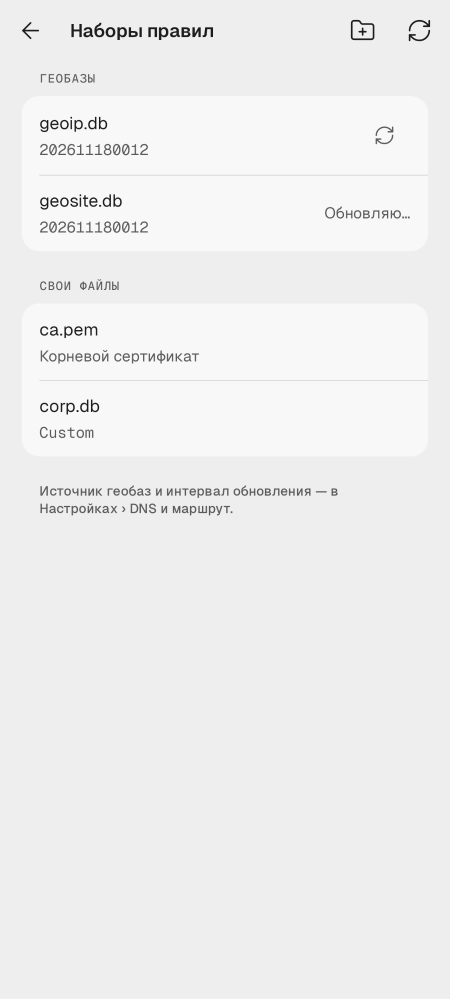 Наборы правил
ГЕОБАЗЫ
geoip.db
202611180012
geosite.db
202611180012
Обновляю…
СВОИ ФАЙЛЫ
ca.pem
Корневой сертификат
corp.db
Custom
Источник геобаз и интервал обновления — в
Настройках › DNS и маршрут.